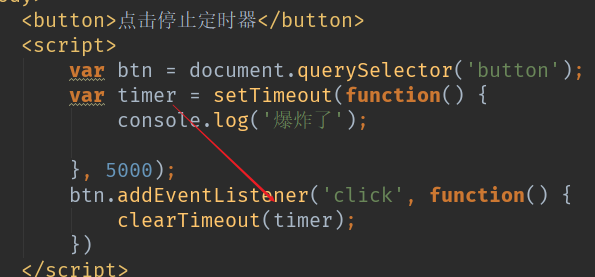 <button>点击停止定时器</button>
<script>
var btn = document.querySelector('button');
var timer = setTimeout(function() {
console.log('爆炸了');
}, 5000);
btn.addEventListener('click', function() {
clearTimeout(timer);
})
</script>